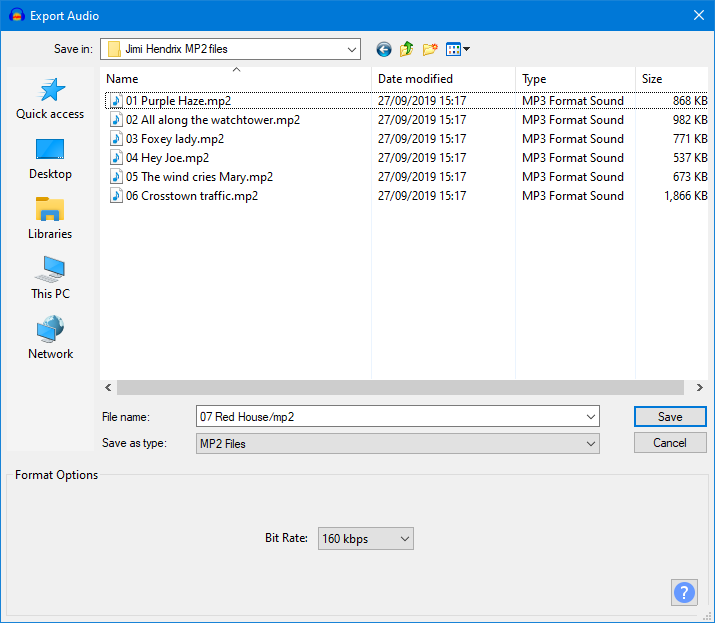 Export Audio
Save in: Jimi Hendrix MP2 files
Quick access
Desktop
Libraries
This PC
Network
Name Date modified Type Size
01 Purple Haze.mp2 27/09/2019 15:17 MP3 Format Sound 868 KB
02 All along the watchtower.mp2 27/09/2019 15:17 MP3 Format Sound 982 KB
03 Foxey lady.mp2 27/09/2019 15:17 MP3 Format Sound 771 KB
04 Hey Joe.mp2 27/09/2019 15:17 MP3 Format Sound 537 KB
05 The wind cries Mary.mp2 27/09/2019 15:17 MP3 Format Sound 673 KB
06 Crosstown traffic.mp2 27/09/2019 15:17 MP3 Format Sound 1,866 KB
File name: 07 Red House/mp2 Save
Save as type: MP2 Files Cancel
Format Options
Bit Rate: 160 kbps
?